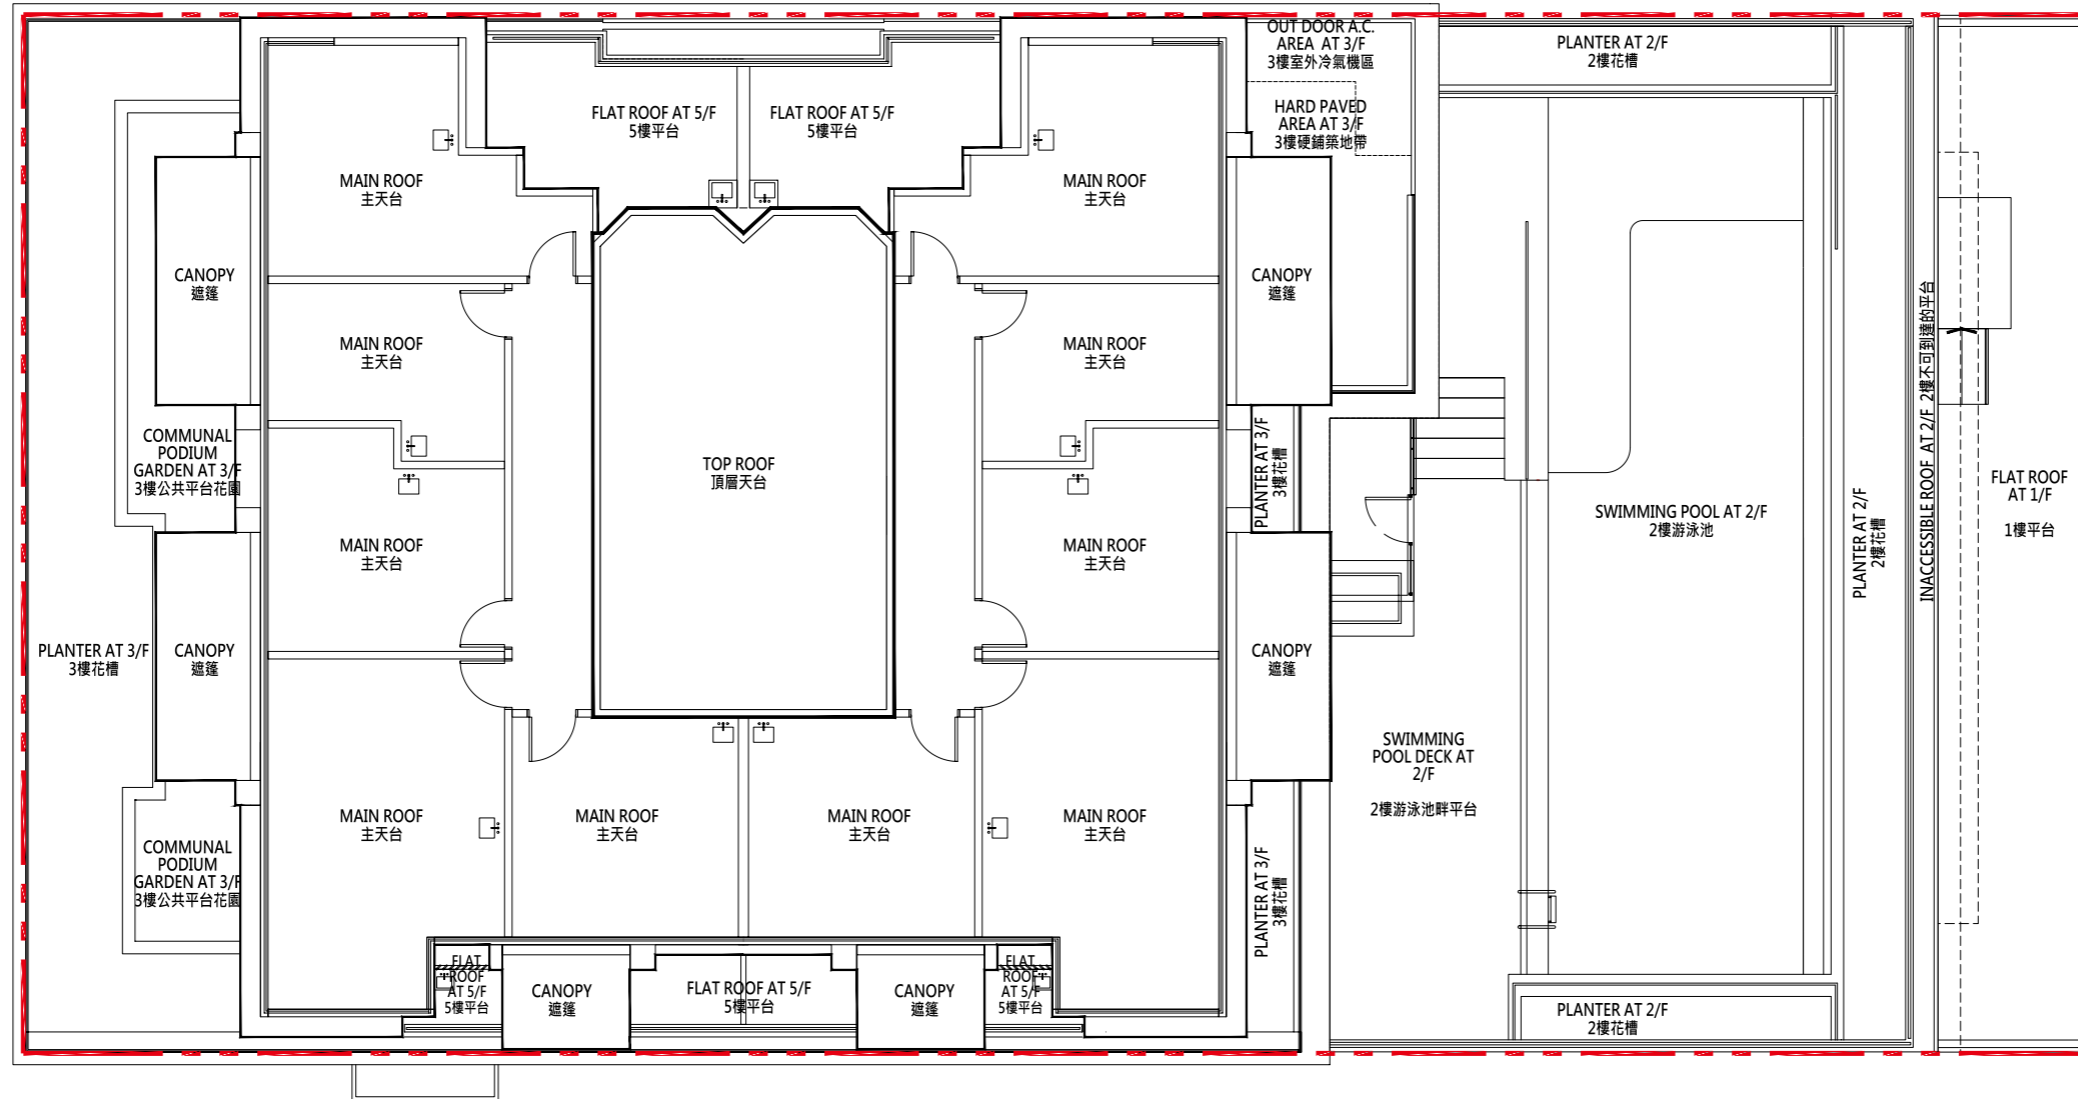 OUT DOOR A.C.
AREA AT 3/F
3樓室外冷氣機區
PLANTER AT 2/F
2樓花槽
FLAT ROOF AT 5/F
5樓平台
FLAT ROOF AT 5/F
5樓平台
HARD PAVED
AREA AT 3/F
3樓硬鋪築地帶
MAIN ROOF
主天台
MAIN ROOF
主天台
CANOPY
遮篷
CANOPY
遮篷
MAIN ROOF
主天台
MAIN ROOF
主天台
COMMUNAL
PODIUM
GARDEN AT 3/F
3樓公共平台花園
TOP ROOF
頂層天台
PLANTER AT 3/F
3樓花槽
SWIMMING POOL AT 2/F
2樓游泳池
PLANTER AT 2/F
2樓花槽
INACCESSIBLE ROOF AT 2/F 2樓不可到達的平台
FLAT ROOF
AT 1/F
1樓平台
MAIN ROOF
主天台
MAIN ROOF
主天台
PLANTER AT 3/F
3樓花槽
CANOPY
遮篷
CANOPY
遮篷
SWIMMING
POOL DECK AT
2/F
2樓游泳池畔平台
MAIN ROOF
主天台
MAIN ROOF
主天台
MAIN ROOF
主天台
MAIN ROOF
主天台
COMMUNAL
PODIUM
GARDEN AT 3/F
3樓公共平台花園
PLANTER AT 3/F
3樓花槽
FLAT
ROOF
AT 5/F
5樓平台
CANOPY
遮篷
FLAT ROOF AT 5/F
5樓平台
CANOPY
遮篷
FLAT
ROOF
AT 5/F
5樓平台
PLANTER AT 2/F
2樓花槽